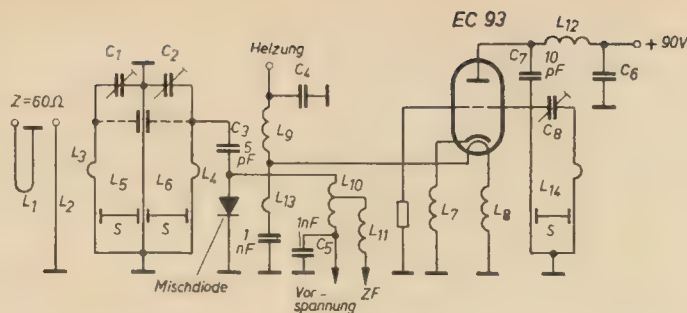 EC 93
C1
C2
Heizung
C4
C7
10
pF
L12
+ 90V
C6
Z=60Ω
C3
5
pF
L9
C8
L3
L5
L6
L4
L1
L2
S
S
L13
L10
L7
L8
L14
S
1
nF
1nF
C5
L11
Mischdiode
Vor-
spannung
ZF